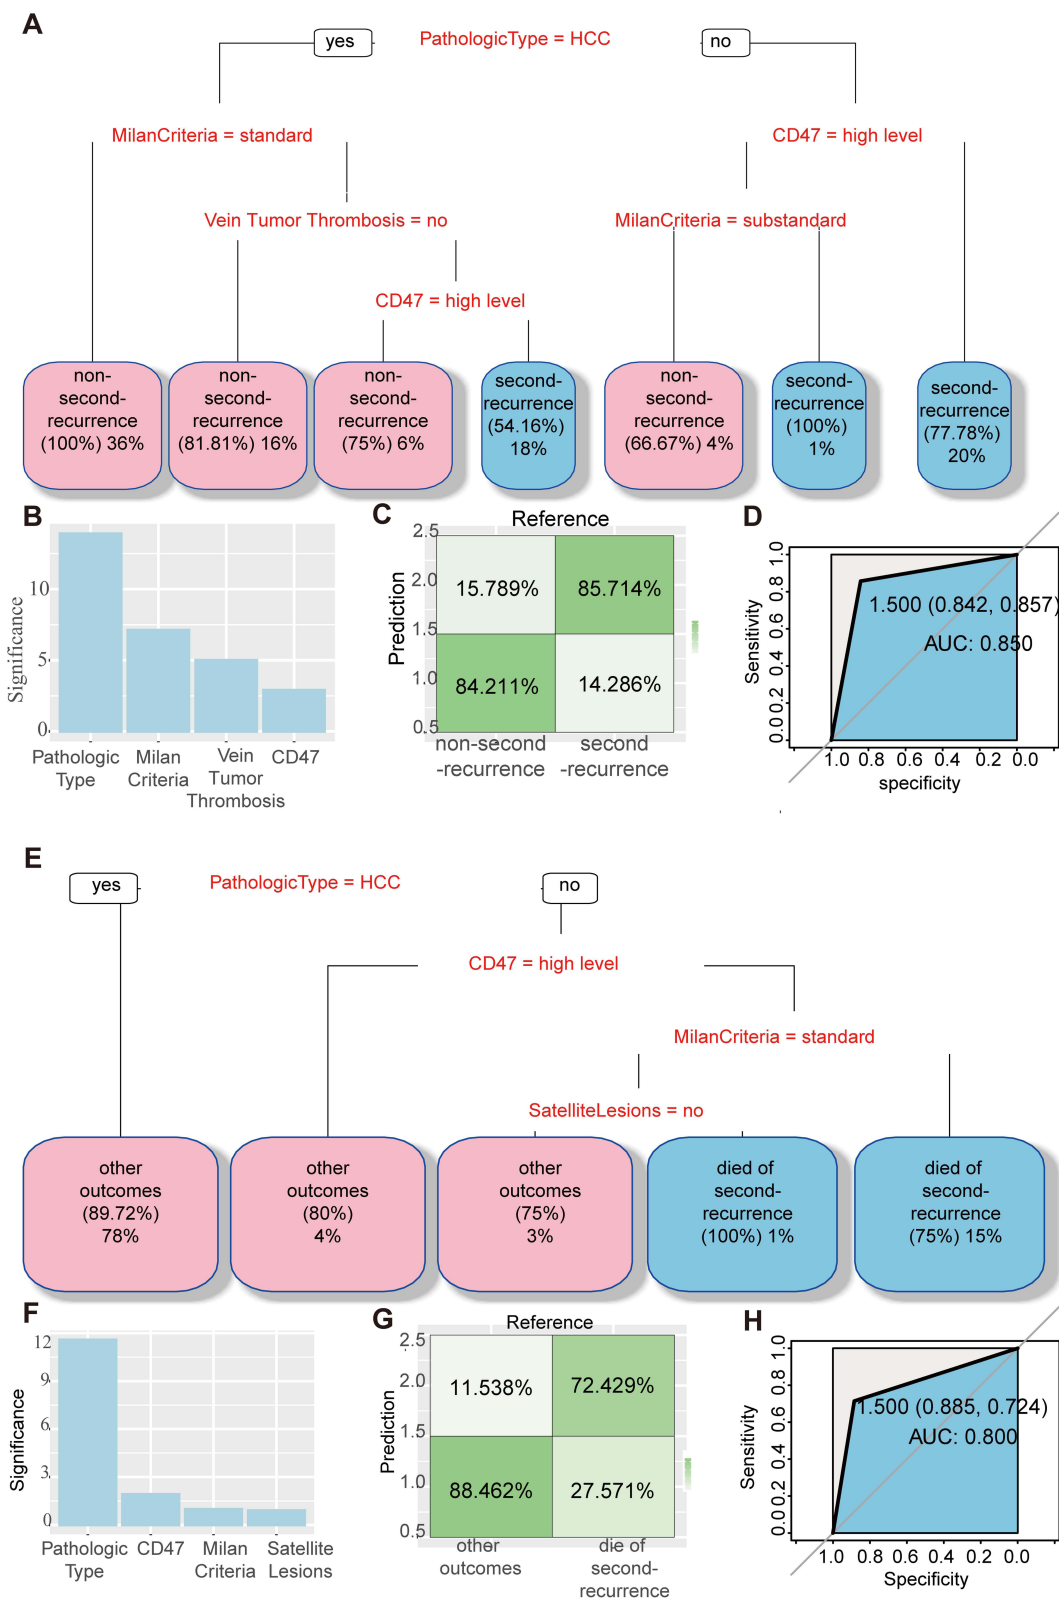 A
yes
PathologicType = HCC
no
MilanCriteria = standard
CD47 = high level
Vein Tumor Thrombosis = no
MilanCriteria = substandard
CD47 = high level
non-
second-
recurrence
(100%) 36%
non-
second-
recurrence
(81.81%) 16%
non-
second-
recurrence
(75%) 6%
second-
recurrence
(54.16%)
18%
non-
second-
recurrence
(66.67%) 4%
second-
recurrence
(100%)
1%
second-
recurrence
(77.78%)
20%
B
Significance
10
5
0
Pathologic
Type
Milan
Criteria
Vein
Tumor
Thrombosis
CD47
C
Reference
Prediction
2.5
2.0
1.5
1.0
0.5
15.789%
85.714%
84.211%
14.286%
non-second
-recurrence
second
-recurrence
D
Sensitivity
1.0
0.8
0.6
0.4
0.2
0.0
1.500 (0.842, 0.857)
AUC: 0.850
1.0 0.8 0.6 0.4 0.2 0.0
specificity
E
yes
PathologicType = HCC
no
CD47 = high level
MilanCriteria = standard
SatelliteLesions = no
other
outcomes
(89.72%)
78%
other
outcomes
(80%)
4%
other
outcomes
(75%)
3%
died of
second-
recurrence
(100%) 1%
died of
second-
recurrence
(75%) 15%
F
Significance
12
9
6
3
0
Pathologic
Type
CD47
Milan
Criteria
Satellite
Lesions
G
Reference
Prediction
2.5
2.0
1.5
1.0
0.5
11.538%
72.429%
88.462%
27.571%
other
outcomes
die of
second-
recurrence
H
Sensitivity
1.0
0.8
0.6
0.4
0.2
0.0
1.500 (0.885, 0.724)
AUC: 0.800
1.0 0.8 0.6 0.4 0.2 0.0
Specificity